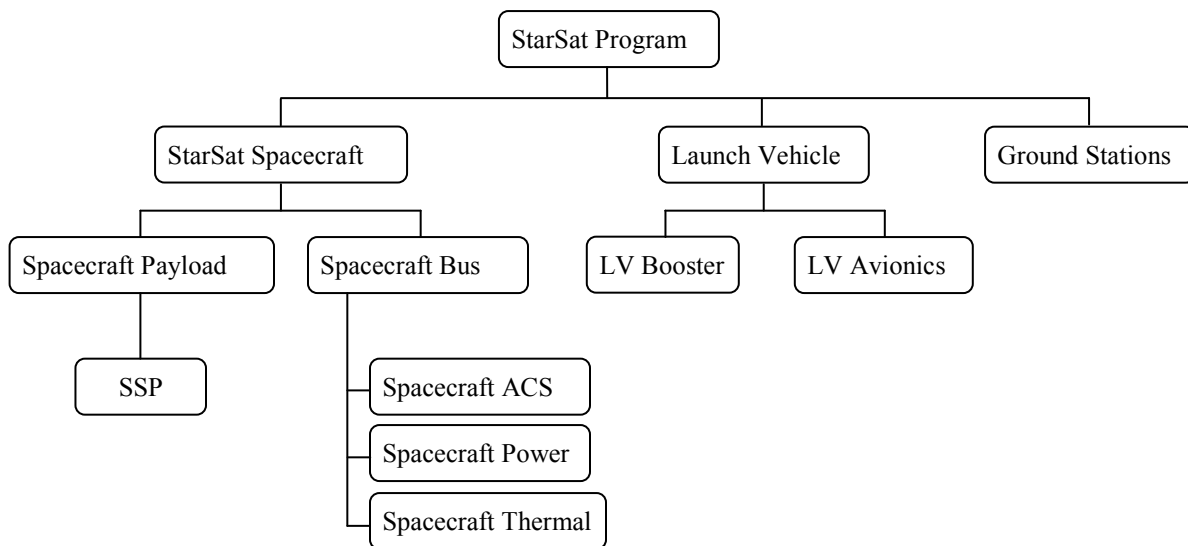 StarSat Program
StarSat Spacecraft
Launch Vehicle
Ground Stations
Spacecraft Payload
Spacecraft Bus
LV Booster
LV Avionics
SSP
Spacecraft ACS
Spacecraft Power
Spacecraft Thermal